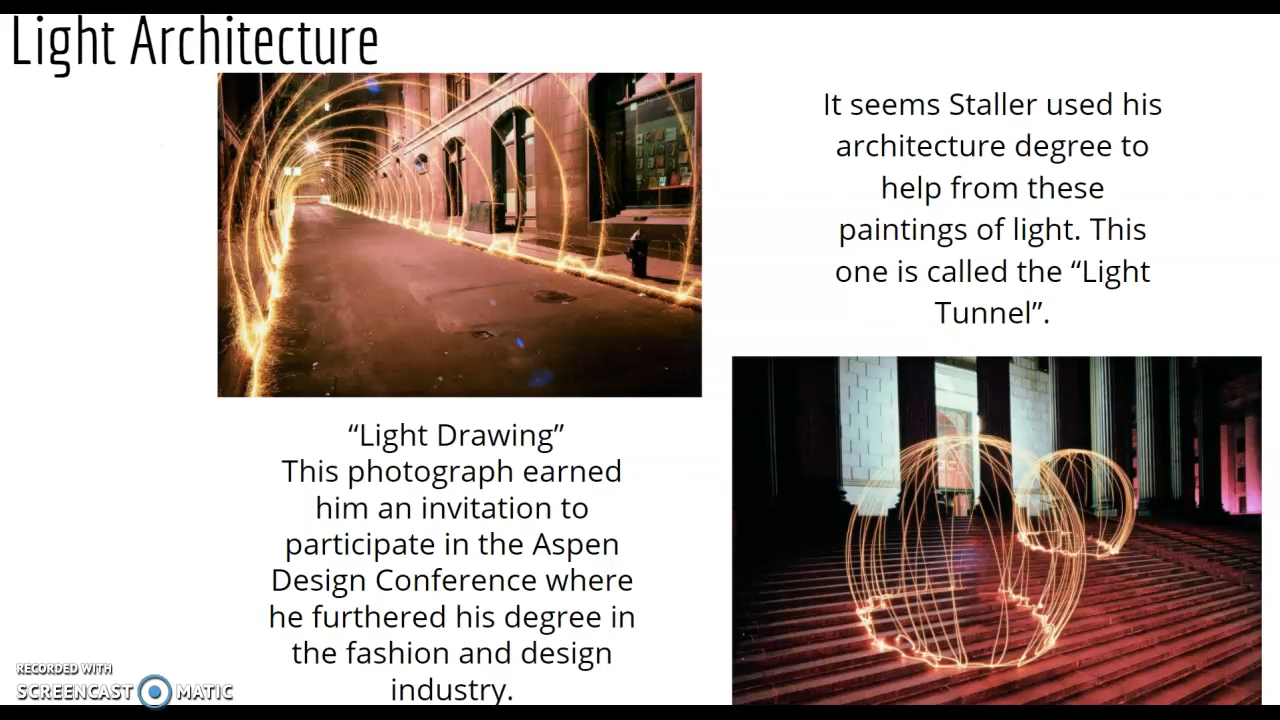 Light Architecture
It seems Staller used his
architecture degree to
help from these
paintings of light. This
one is called the “Light
Tunnel”.
“Light Drawing”
This photograph earned
him an invitation to
participate in the Aspen
Design Conference where
he furthered his degree in
the fashion and design
industry.
RECORDED WITH
SCREENCAST MATIC